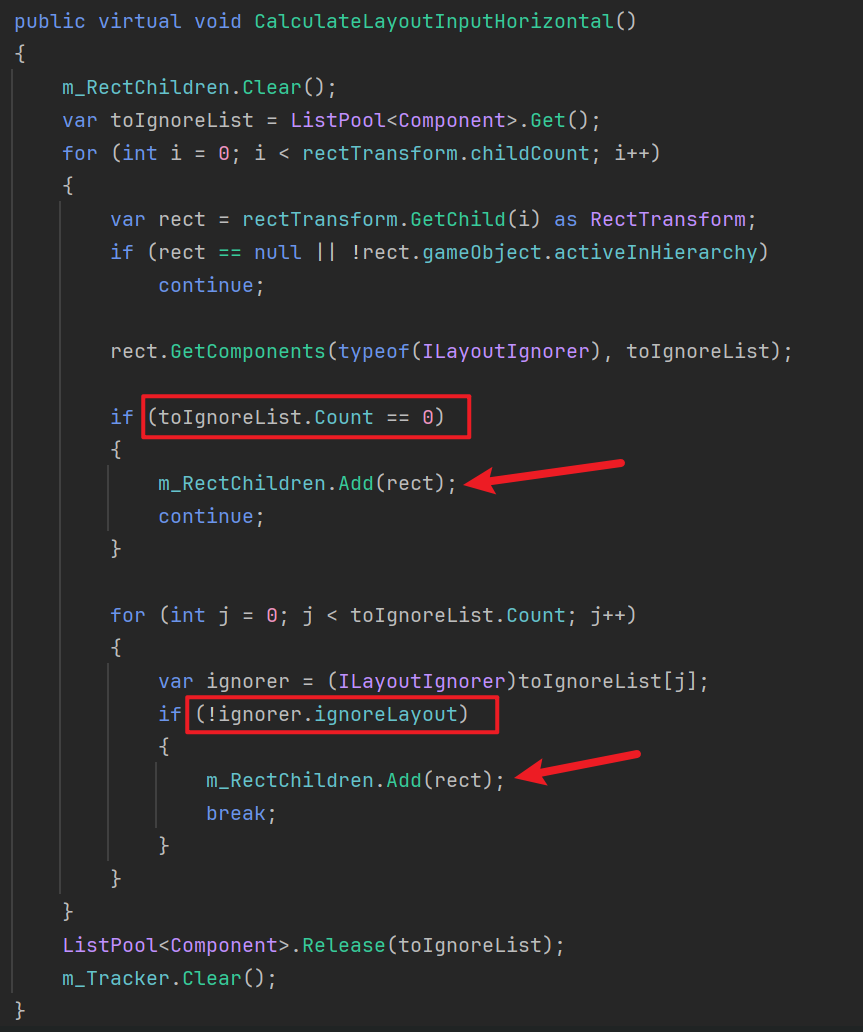 public virtual void CalculateLayoutInputHorizontal()
{
    m_RectChildren.Clear();
    var toIgnoreList = ListPool<Component>.Get();
    for (int i = 0; i < rectTransform.childCount; i++)
    {
        var rect = rectTransform.GetChild(i) as RectTransform;
        if (rect == null || !rect.gameObject.activeInHierarchy)
            continue;

        rect.GetComponents(typeof(ILayoutIgnorer), toIgnoreList);

        if (toIgnoreList.Count == 0)
        {
            m_RectChildren.Add(rect);
            continue;
        }

        for (int j = 0; j < toIgnoreList.Count; j++)
        {
            var ignorer = (ILayoutIgnorer)toIgnoreList[j];
            if (!ignorer.ignoreLayout)
            {
                m_RectChildren.Add(rect);
                break;
            }
        }
    }
    ListPool<Component>.Release(toIgnoreList);
    m_Tracker.Clear();
}